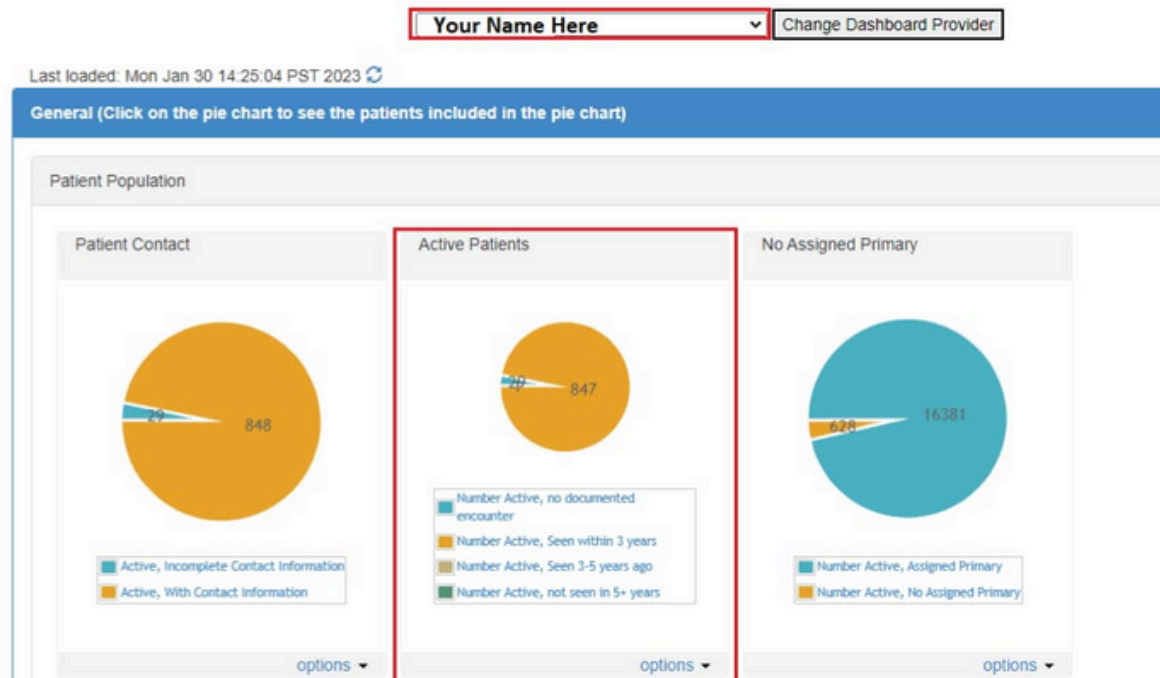 Your Name Here
Change Dashboard Provider
Last loaded: Mon Jan 30 14:25:04 PST 2023
General (Click on the pie chart to see the patients included in the pie chart)
Patient Population
Patient Contact
29
848
Active, Incomplete Contact Information
Active, With Contact Information
options
Active Patients
847
Number Active, no documented
encounter
Number Active, Seen within 3 years
Number Active, Seen 3-5 years ago
Number Active, not seen in 5+ years
options
No Assigned Primary
16381
628
Number Active, Assigned Primary
Number Active, No Assigned Primary
options